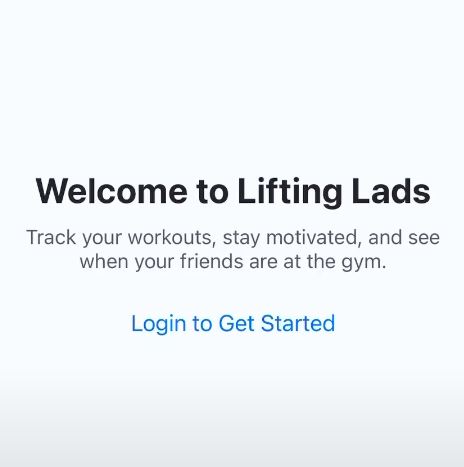 Welcome to Lifting Lads
Track your workouts, stay motivated, and see
when your friends are at the gym.
Login to Get Started